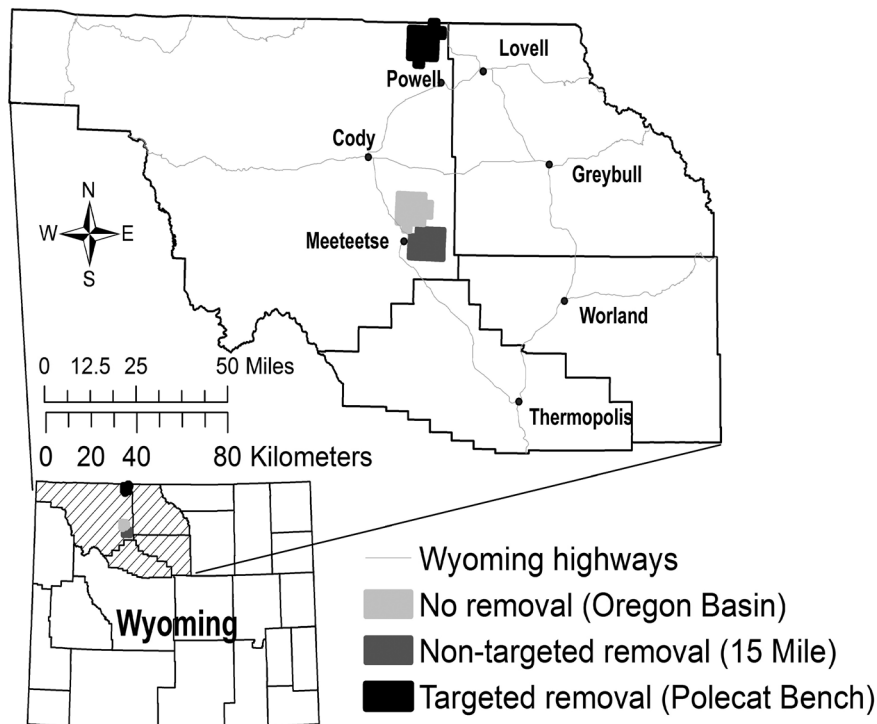 Lovell
Powell
Cody
Greybull
N
W E
S
Meeteetse
Worland
0 12.5 25 50 Miles
Thermopolis
0 20 40 80 Kilometers
Wyoming highways
No removal (Oregon Basin)
Wyoming
Non-targeted removal (15 Mile)
Targeted removal (Polecat Bench)